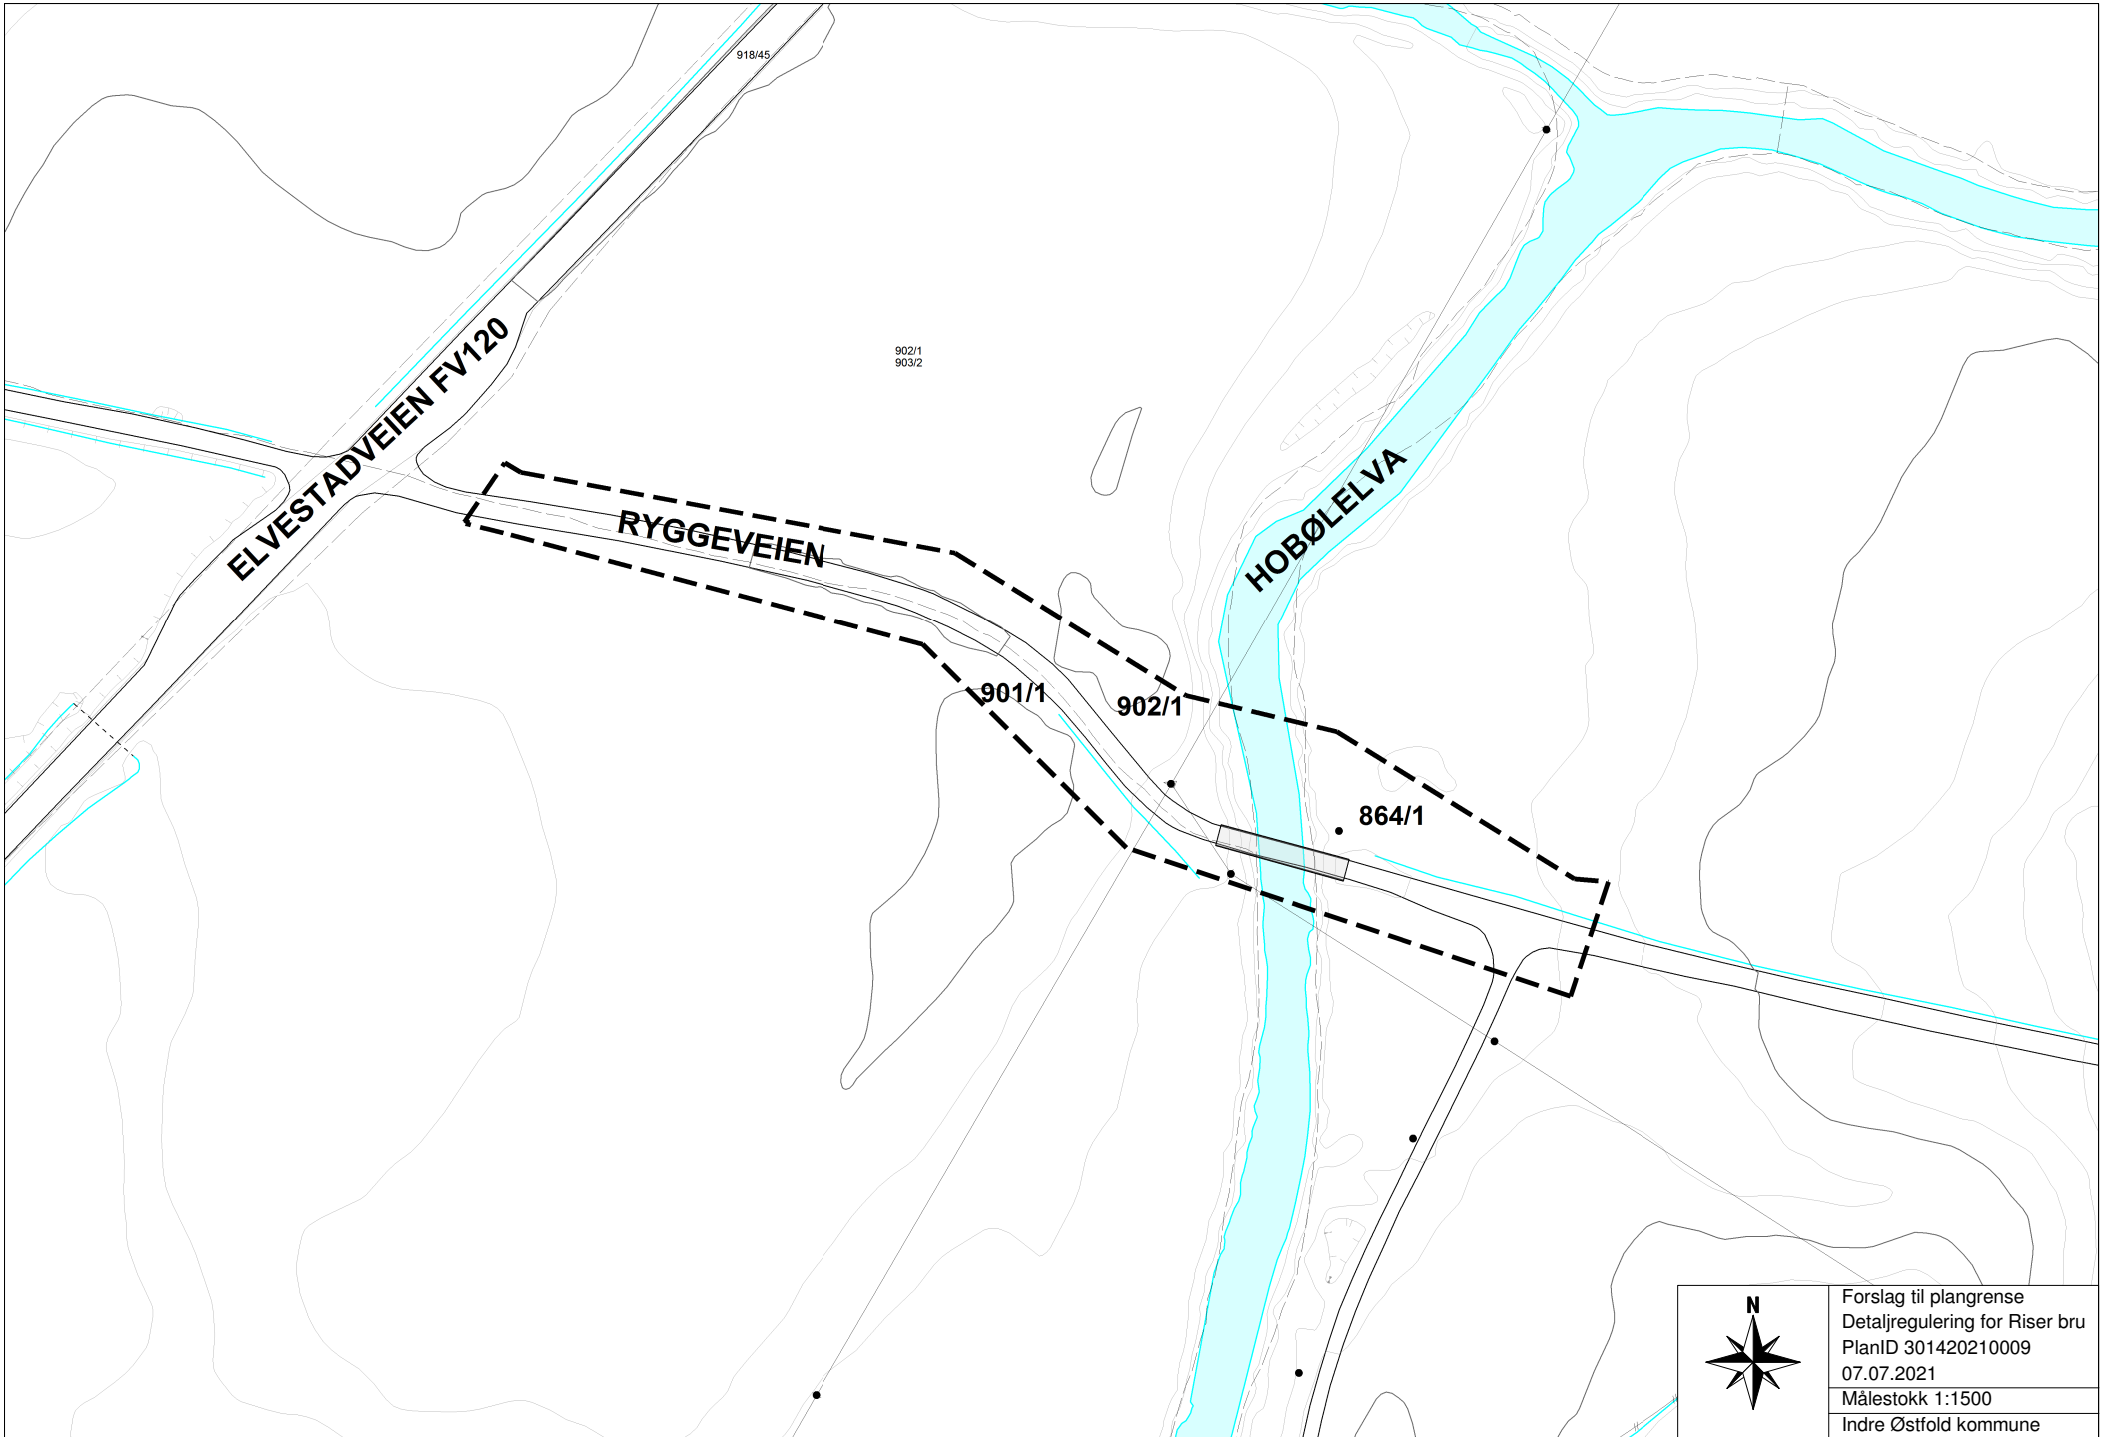 918/45
ELVESTADVEIEN FV120
902/1
903/2
RYGGEVEIEN
HOBØLELVA
901/1
902/1
864/1
N
Forslag til plangrense
Detaljregulering for Riser bru
PlanID 301420210009
07.07.2021
Målestokk 1:1500
Indre Østfold kommune